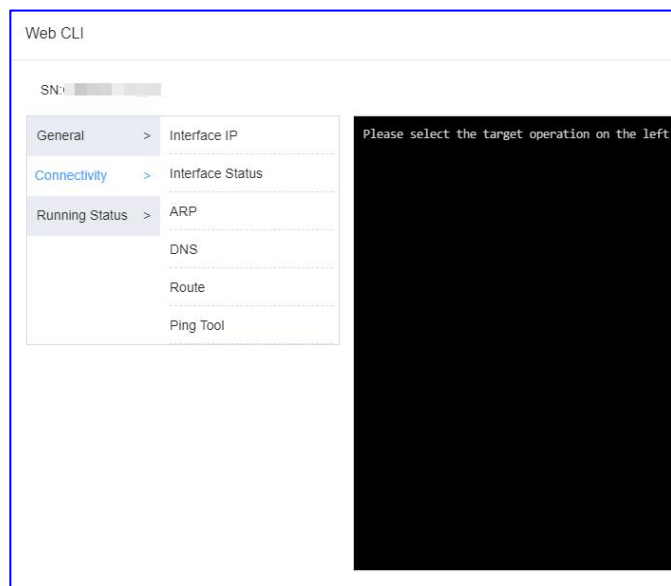 Web CLI
SN:
General >
Connectivity >
Running Status >
Interface IP
Interface Status
ARP
DNS
Route
Ping Tool
Please select the target operation on the left